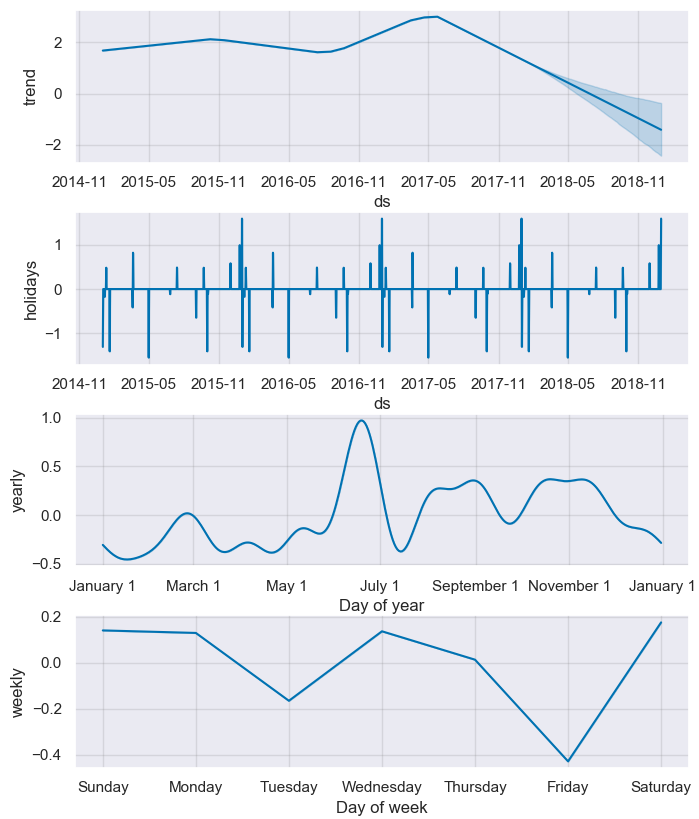 2
0
−2
trend
2014-11 2015-05 2015-11 2016-05 2016-11 2017-05 2017-11 2018-05 2018-11
ds
1
0
−1
holidays
2014-11 2015-05 2015-11 2016-05 2016-11 2017-05 2017-11 2018-05 2018-11
ds
1.0
0.5
0.0
−0.5
yearly
January 1 March 1 May 1 July 1 September 1 November 1 January 1
Day of year
0.2
0.0
−0.2
−0.4
weekly
Sunday Monday Tuesday Wednesday Thursday Friday Saturday
Day of week